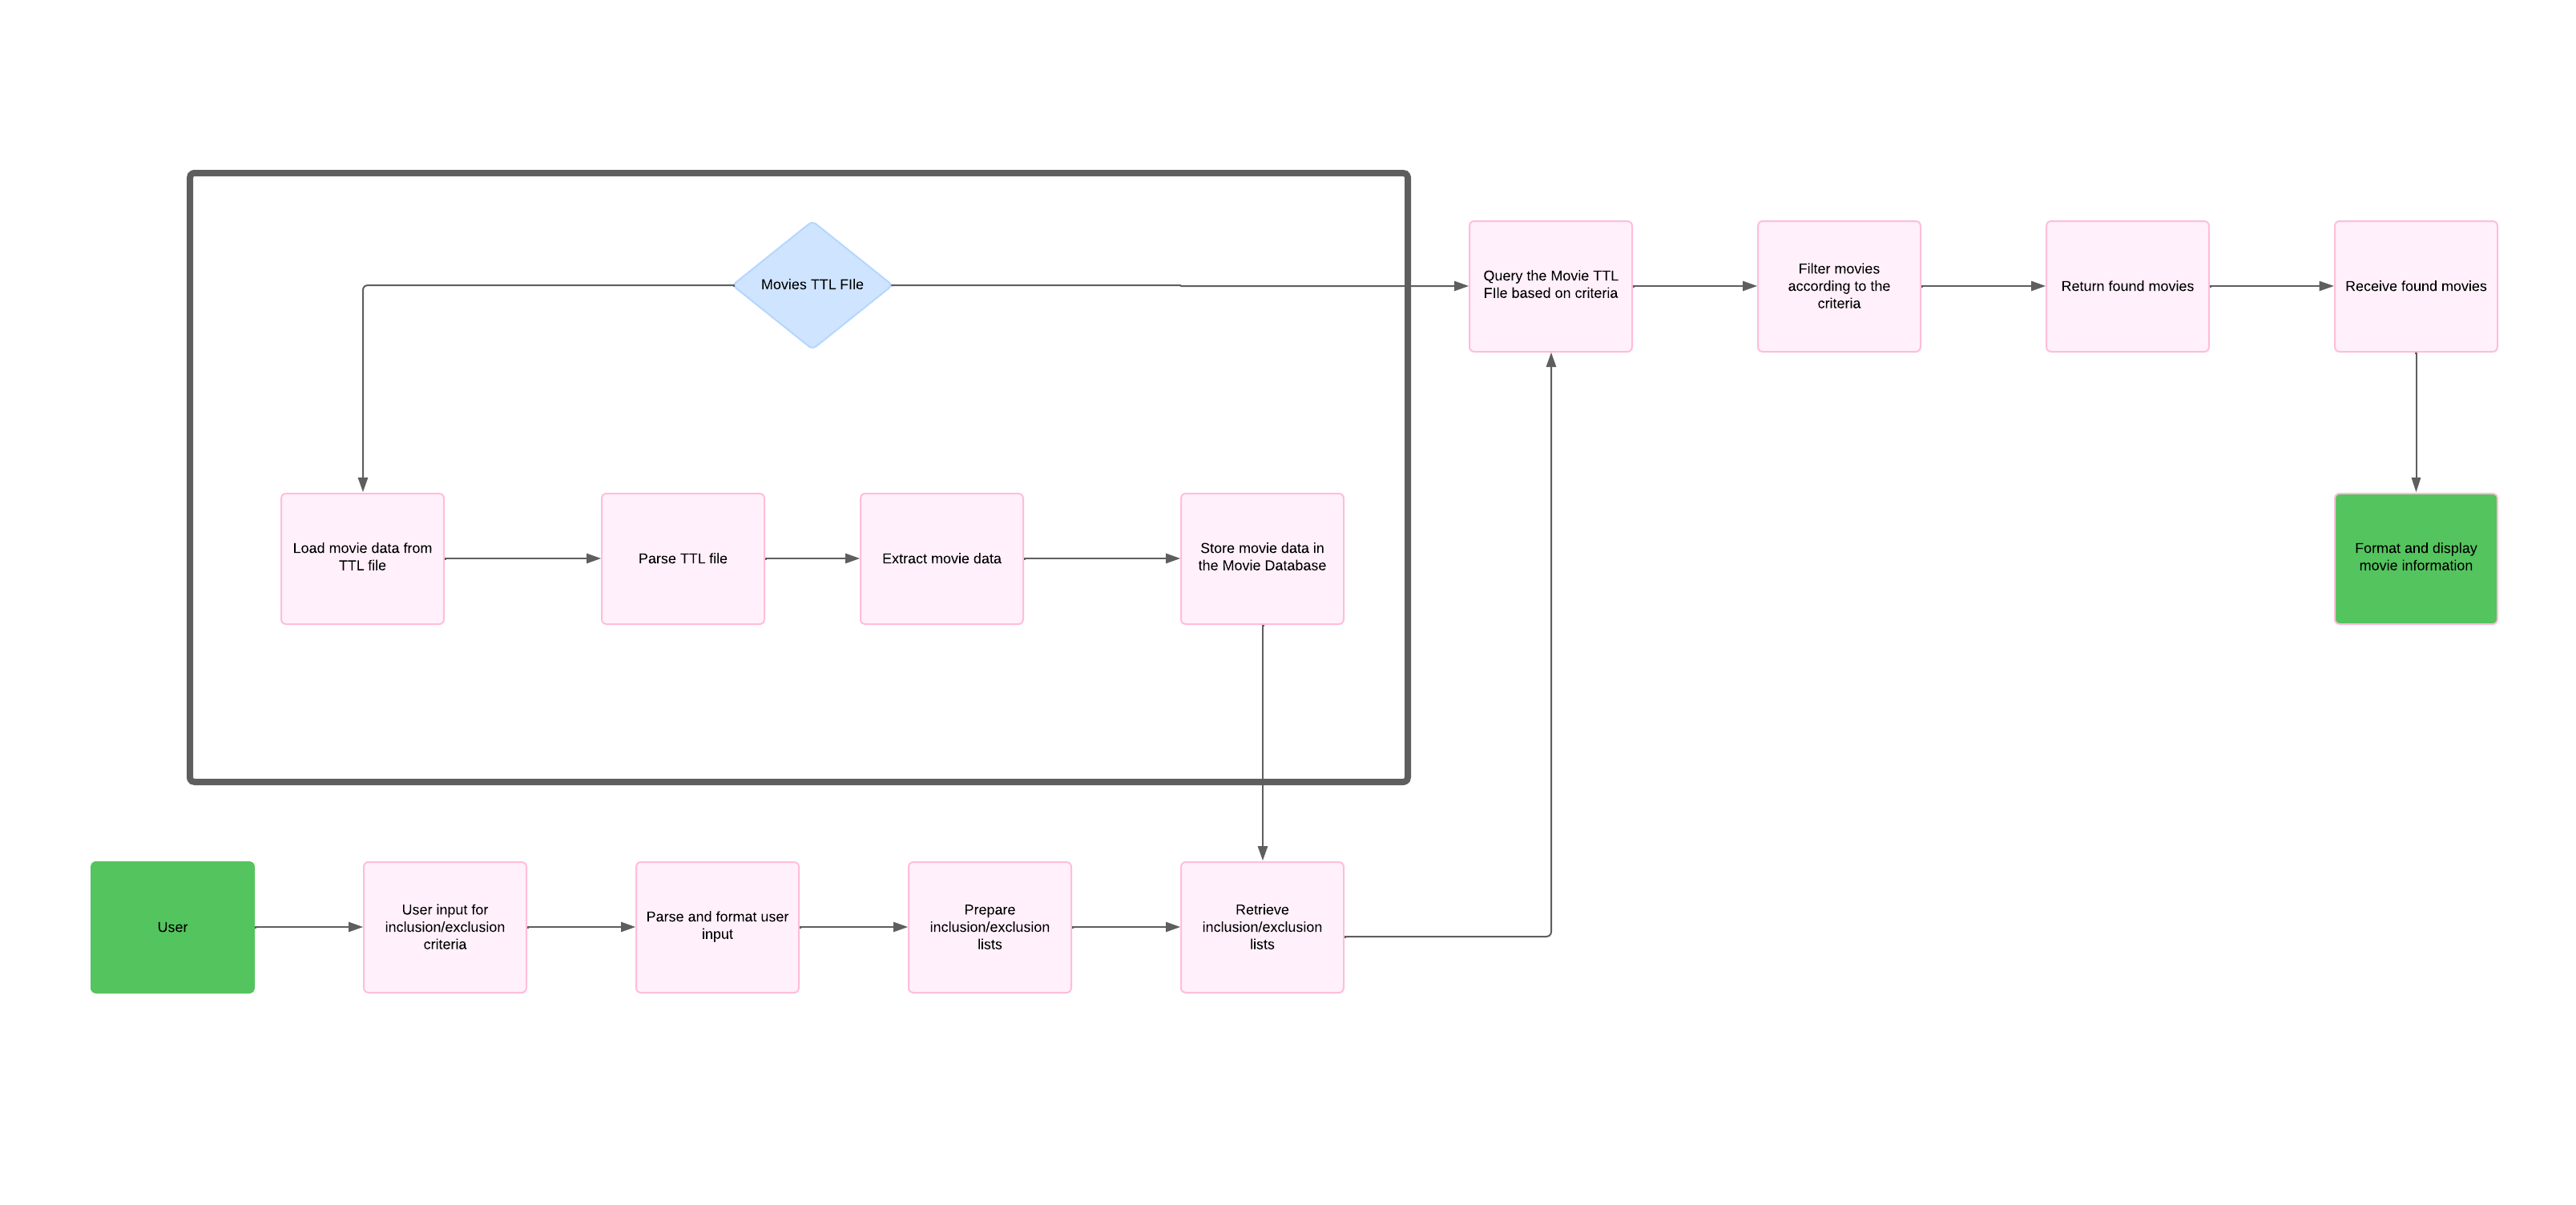 Movies TTL FIle
Query the Movie TTL
FIle based on criteria
Filter movies
according to the
criteria
Return found movies
Receive found movies
Load movie data from
TTL file
Parse TTL file
Extract movie data
Store movie data in
the Movie Database
Format and display
movie information
User
User input for
inclusion/exclusion
criteria
Parse and format user
input
Prepare
inclusion/exclusion
lists
Retrieve
inclusion/exclusion
lists